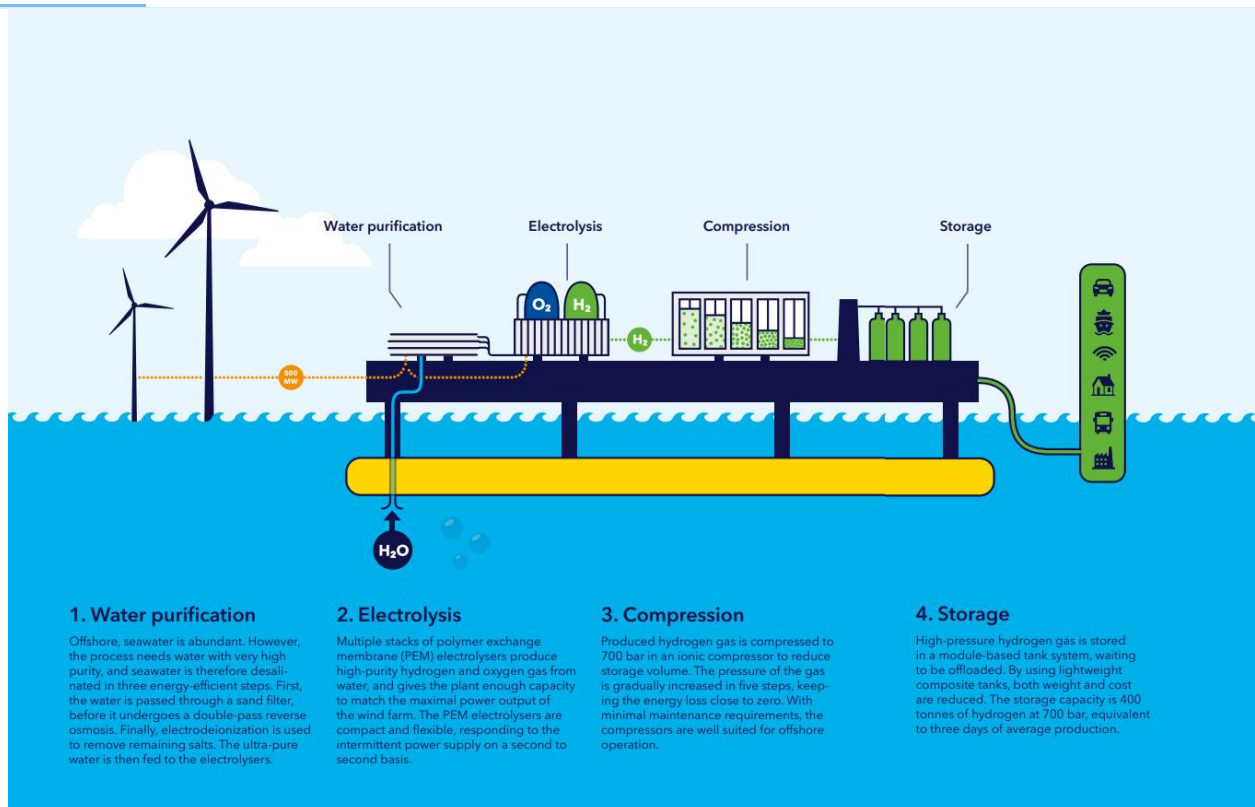 Water purification
Electrolysis
Compression
Storage
O₂
H₂
H₂
500
MW
H₂O
1. Water purification
Offshore, seawater is abundant. However,
the process needs water with very high
purity, and seawater is therefore desali-
nated in three energy-efficient steps. First,
the water is passed through a sand filter,
before it undergoes a double-pass reverse
osmosis. Finally, electrodeionization is used
to remove remaining salts. The ultra-pure
water is then fed to the electrolysers.
2. Electrolysis
Multiple stacks of polymer exchange
membrane (PEM) electrolysers produce
high-purity hydrogen and oxygen gas from
water, and gives the plant enough capacity
to match the maximal power output of
the wind farm. The PEM electrolysers are
compact and flexible, responding to the
intermittent power supply on a second to
second basis.
3. Compression
Produced hydrogen gas is compressed to
700 bar in an ionic compressor to reduce
storage volume. The pressure of the gas
is gradually increased in five steps, keep-
ing the energy loss close to zero. With
minimal maintenance requirements, the
compressors are well suited for offshore
operation.
4. Storage
High-pressure hydrogen gas is stored
in a module-based tank system, waiting
to be offloaded. By using lightweight
composite tanks, both weight and cost
are reduced. The storage capacity is 400
tonnes of hydrogen at 700 bar, equivalent
to three days of average production.